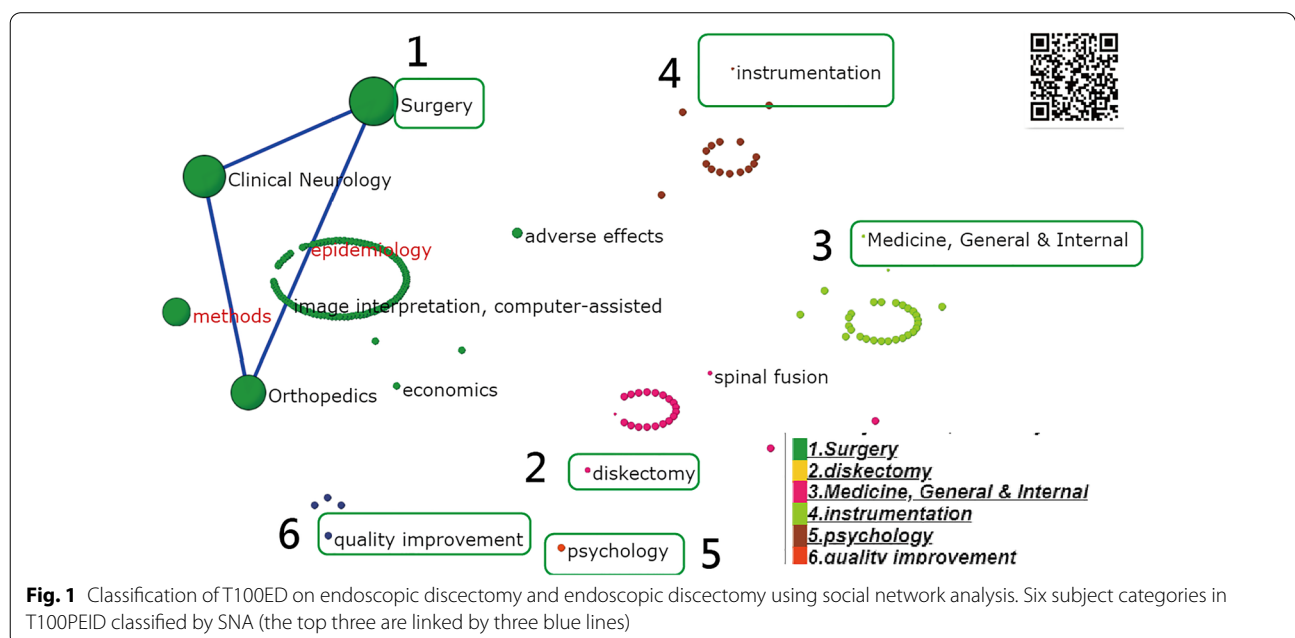 1
Surgery
4
instrumentation
Clinical Neurology
epidemiology
adverse effects
3
Medicine, General & Internal
image interpretation, computer-assisted
methods
spinal fusion
Orthopedics
economics
2
diskectomy
1.Surgery
2.diskectomy
3.Medicine, General & Internal
4.instrumentation
5.psychology
6.quality improvement
6
quality improvement
psychology
5
Fig. 1 Classification of T100ED on endoscopic discectomy and endoscopic discectomy using social network analysis. Six subject categories in
T100PEID classified by SNA (the top three are linked by three blue lines)